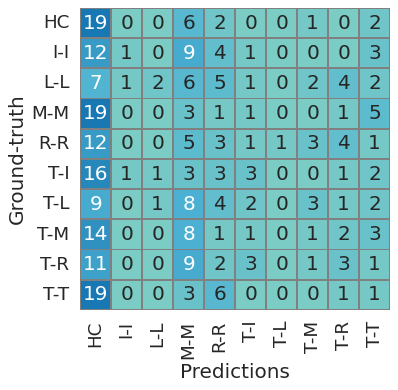 HC 19 0 0 6 2 0 0 1 0 2
I-I 12 1 0 9 4 1 0 0 0 3
L-L 7 1 2 6 5 1 0 2 4 2
M-M 19 0 0 3 1 1 0 0 1 5
R-R 12 0 0 5 3 1 1 3 4 1
T-I 16 1 1 3 3 3 0 0 1 2
T-L 9 0 1 8 4 2 0 3 1 2
T-M 14 0 0 8 1 1 0 1 2 3
T-R 11 0 0 9 2 3 0 1 3 1
T-T 19 0 0 3 6 0 0 0 1 1
Ground-truth
HC I-I L-L M-M R-R T-I T-L T-M T-R T-T
Predictions